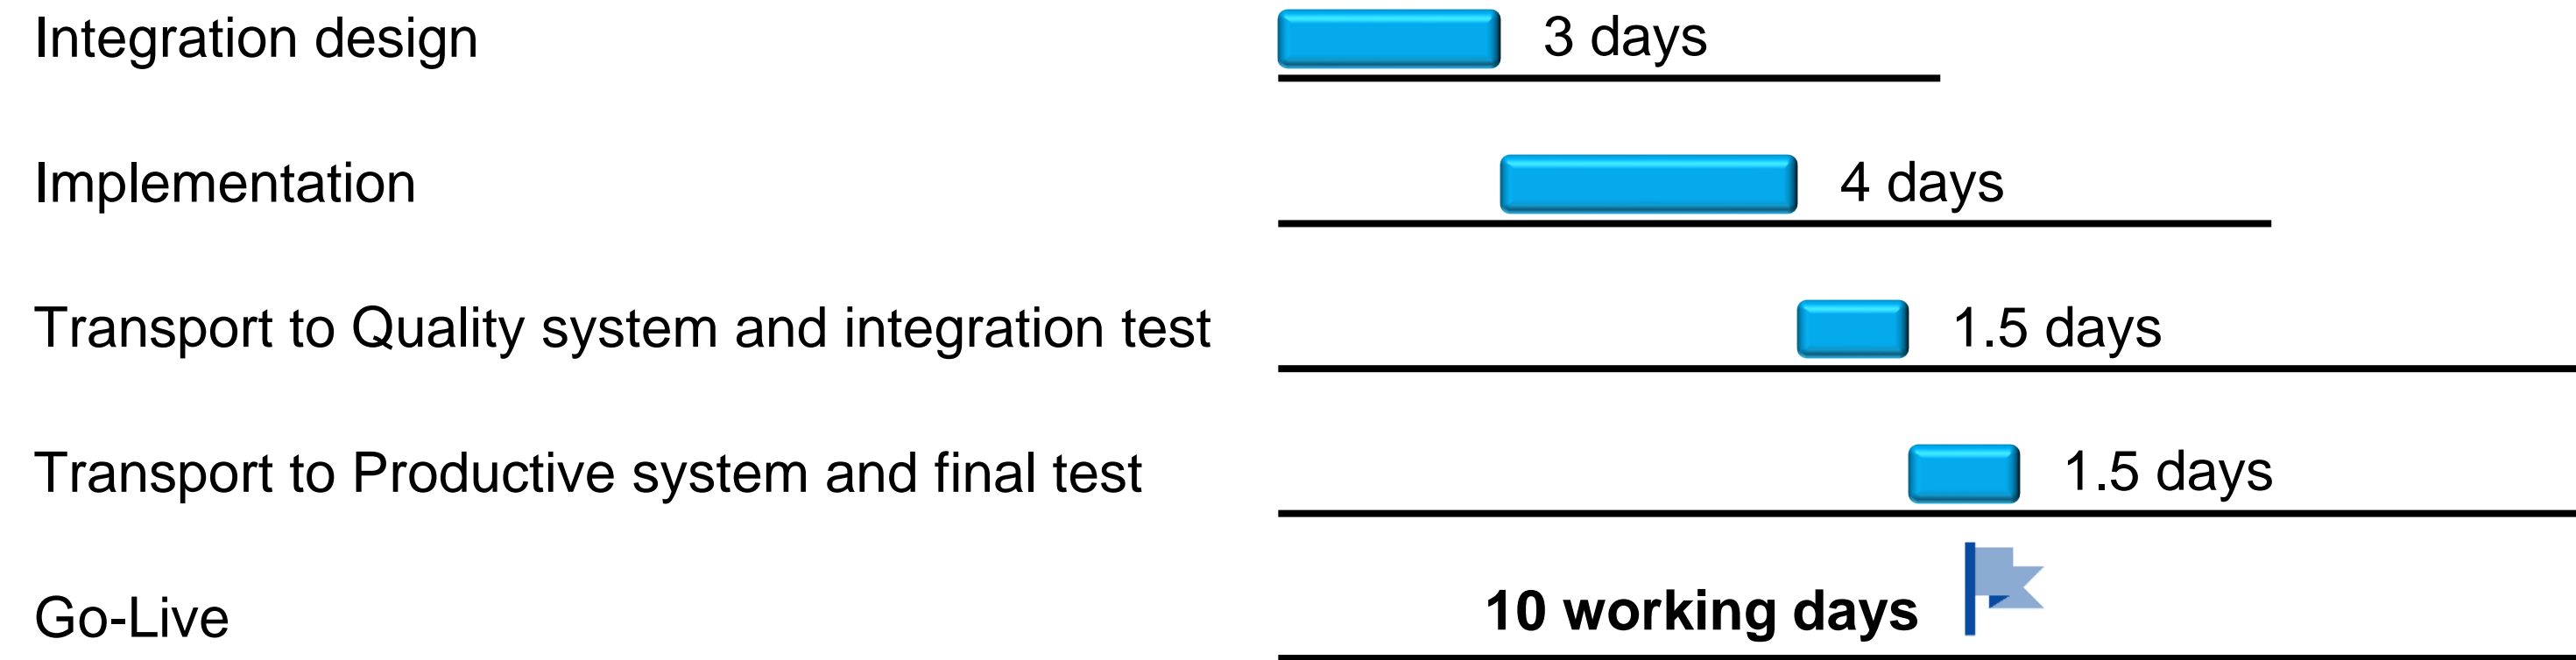 Integration design 3 days
Implementation 4 days
Transport to Quality system and integration test 1.5 days
Transport to Productive system and final test 1.5 days
Go-Live 10 working days